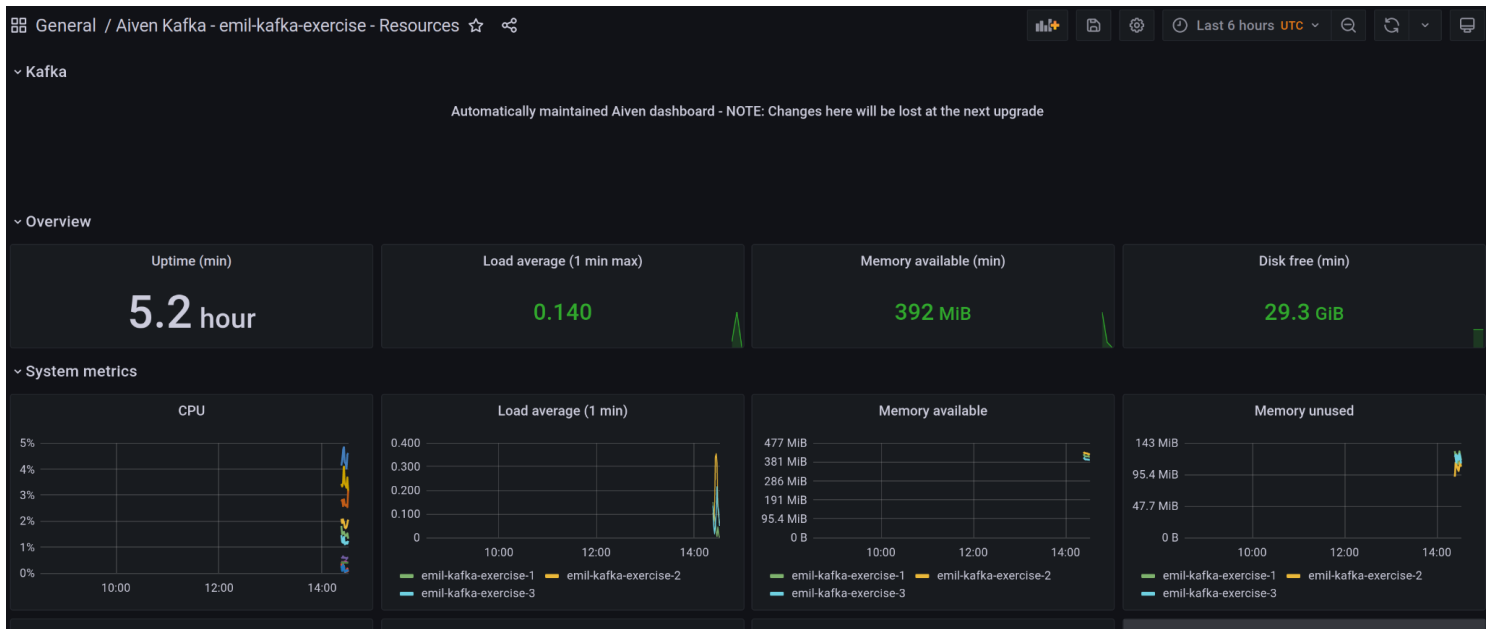 General / Aiven Kafka - emil-kafka-exercise - Resources
Last 6 hours UTC
Kafka
Automatically maintained Aiven dashboard - NOTE: Changes here will be lost at the next upgrade
Overview
Uptime (min)
5.2 hour
Load average (1 min max)
0.140
Memory available (min)
392 MiB
Disk free (min)
29.3 GiB
System metrics
CPU
5%
4%
3%
2%
1%
0%
10:00 12:00 14:00
Load average (1 min)
0.400
0.300
0.200
0.100
0
10:00 12:00 14:00
emil-kafka-exercise-1 emil-kafka-exercise-2
emil-kafka-exercise-3
Memory available
477 MiB
381 MiB
286 MiB
191 MiB
95.4 MiB
0 B
10:00 12:00 14:00
emil-kafka-exercise-1 emil-kafka-exercise-2
emil-kafka-exercise-3
Memory unused
143 MiB
95.4 MiB
47.7 MiB
0 B
10:00 12:00 14:00
emil-kafka-exercise-1 emil-kafka-exercise-2
emil-kafka-exercise-3